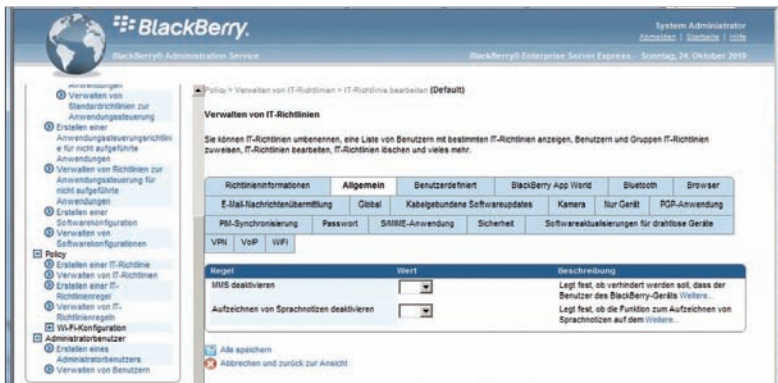 BlackBerry.
System Administrator
Abmelden | Startseite | Hilfe
BlackBerry® Administration Service
BlackBerry® Enterprise Server Express - Sonntag, 24. Oktober 2010
Anwendungen
Verwalten von
Standardrichtlinien zur
Anwendungssteuerung
Erstellen einer
Anwendungssteuerungsrichtlini
e für nicht aufgeführte
Anwendungen
Verwalten von Richtlinien zur
Anwendungssteuerung für
nicht aufgeführte
Anwendungen
Erstellen einer
Softwarekonfiguration
Verwalten von
Softwarekonfigurationen
Policy
Erstellen einer IT-Richtlinie
Verwalten von IT-Richtlinien
Erstellen einer IT-
Richtlinienregel
Verwalten von IT-
Richtlinienregeln
Wi-Fi-Konfiguration
Administratorbenutzer
Erstellen eines
Administratorbenutzers
Verwalten von Benutzern
Policy > Verwalten von IT-Richtlinien > IT-Richtlinie bearbeiten (Default)
Verwalten von IT-Richtlinien
Sie können IT-Richtlinien umbenennen, eine Liste von Benutzern mit bestimmten IT-Richtlinien anzeigen, Benutzern und Gruppen IT-Richtlinien
zuweisen, IT-Richtlinien bearbeiten, IT-Richtlinien löschen und vieles mehr.
Richtlinieninformationen Allgemein Benutzerdefiniert BlackBerry App World Bluetooth Browser
E-Mail-Nachrichtenübermittlung Global Kabelgebundene Softwareupdates Kamera Nur Gerät PGP-Anwendung
PIM-Synchronisierung Passwort S/MIME-Anwendung Sicherheit Softwareaktualisierungen für drahtlose Geräte
VPN VoIP WiFi
Regel Wert Beschreibung
MMS deaktivieren Legt fest, ob verhindert werden soll, dass der
Benutzer des BlackBerry-Geräts Weitere...
Aufzeichnen von Sprachnotizen deaktivieren Legt fest, ob die Funktion zum Aufzeichnen von
Sprachnotizen auf dem Weitere...
Alle speichern
Abbrechen und zurück zur Ansicht